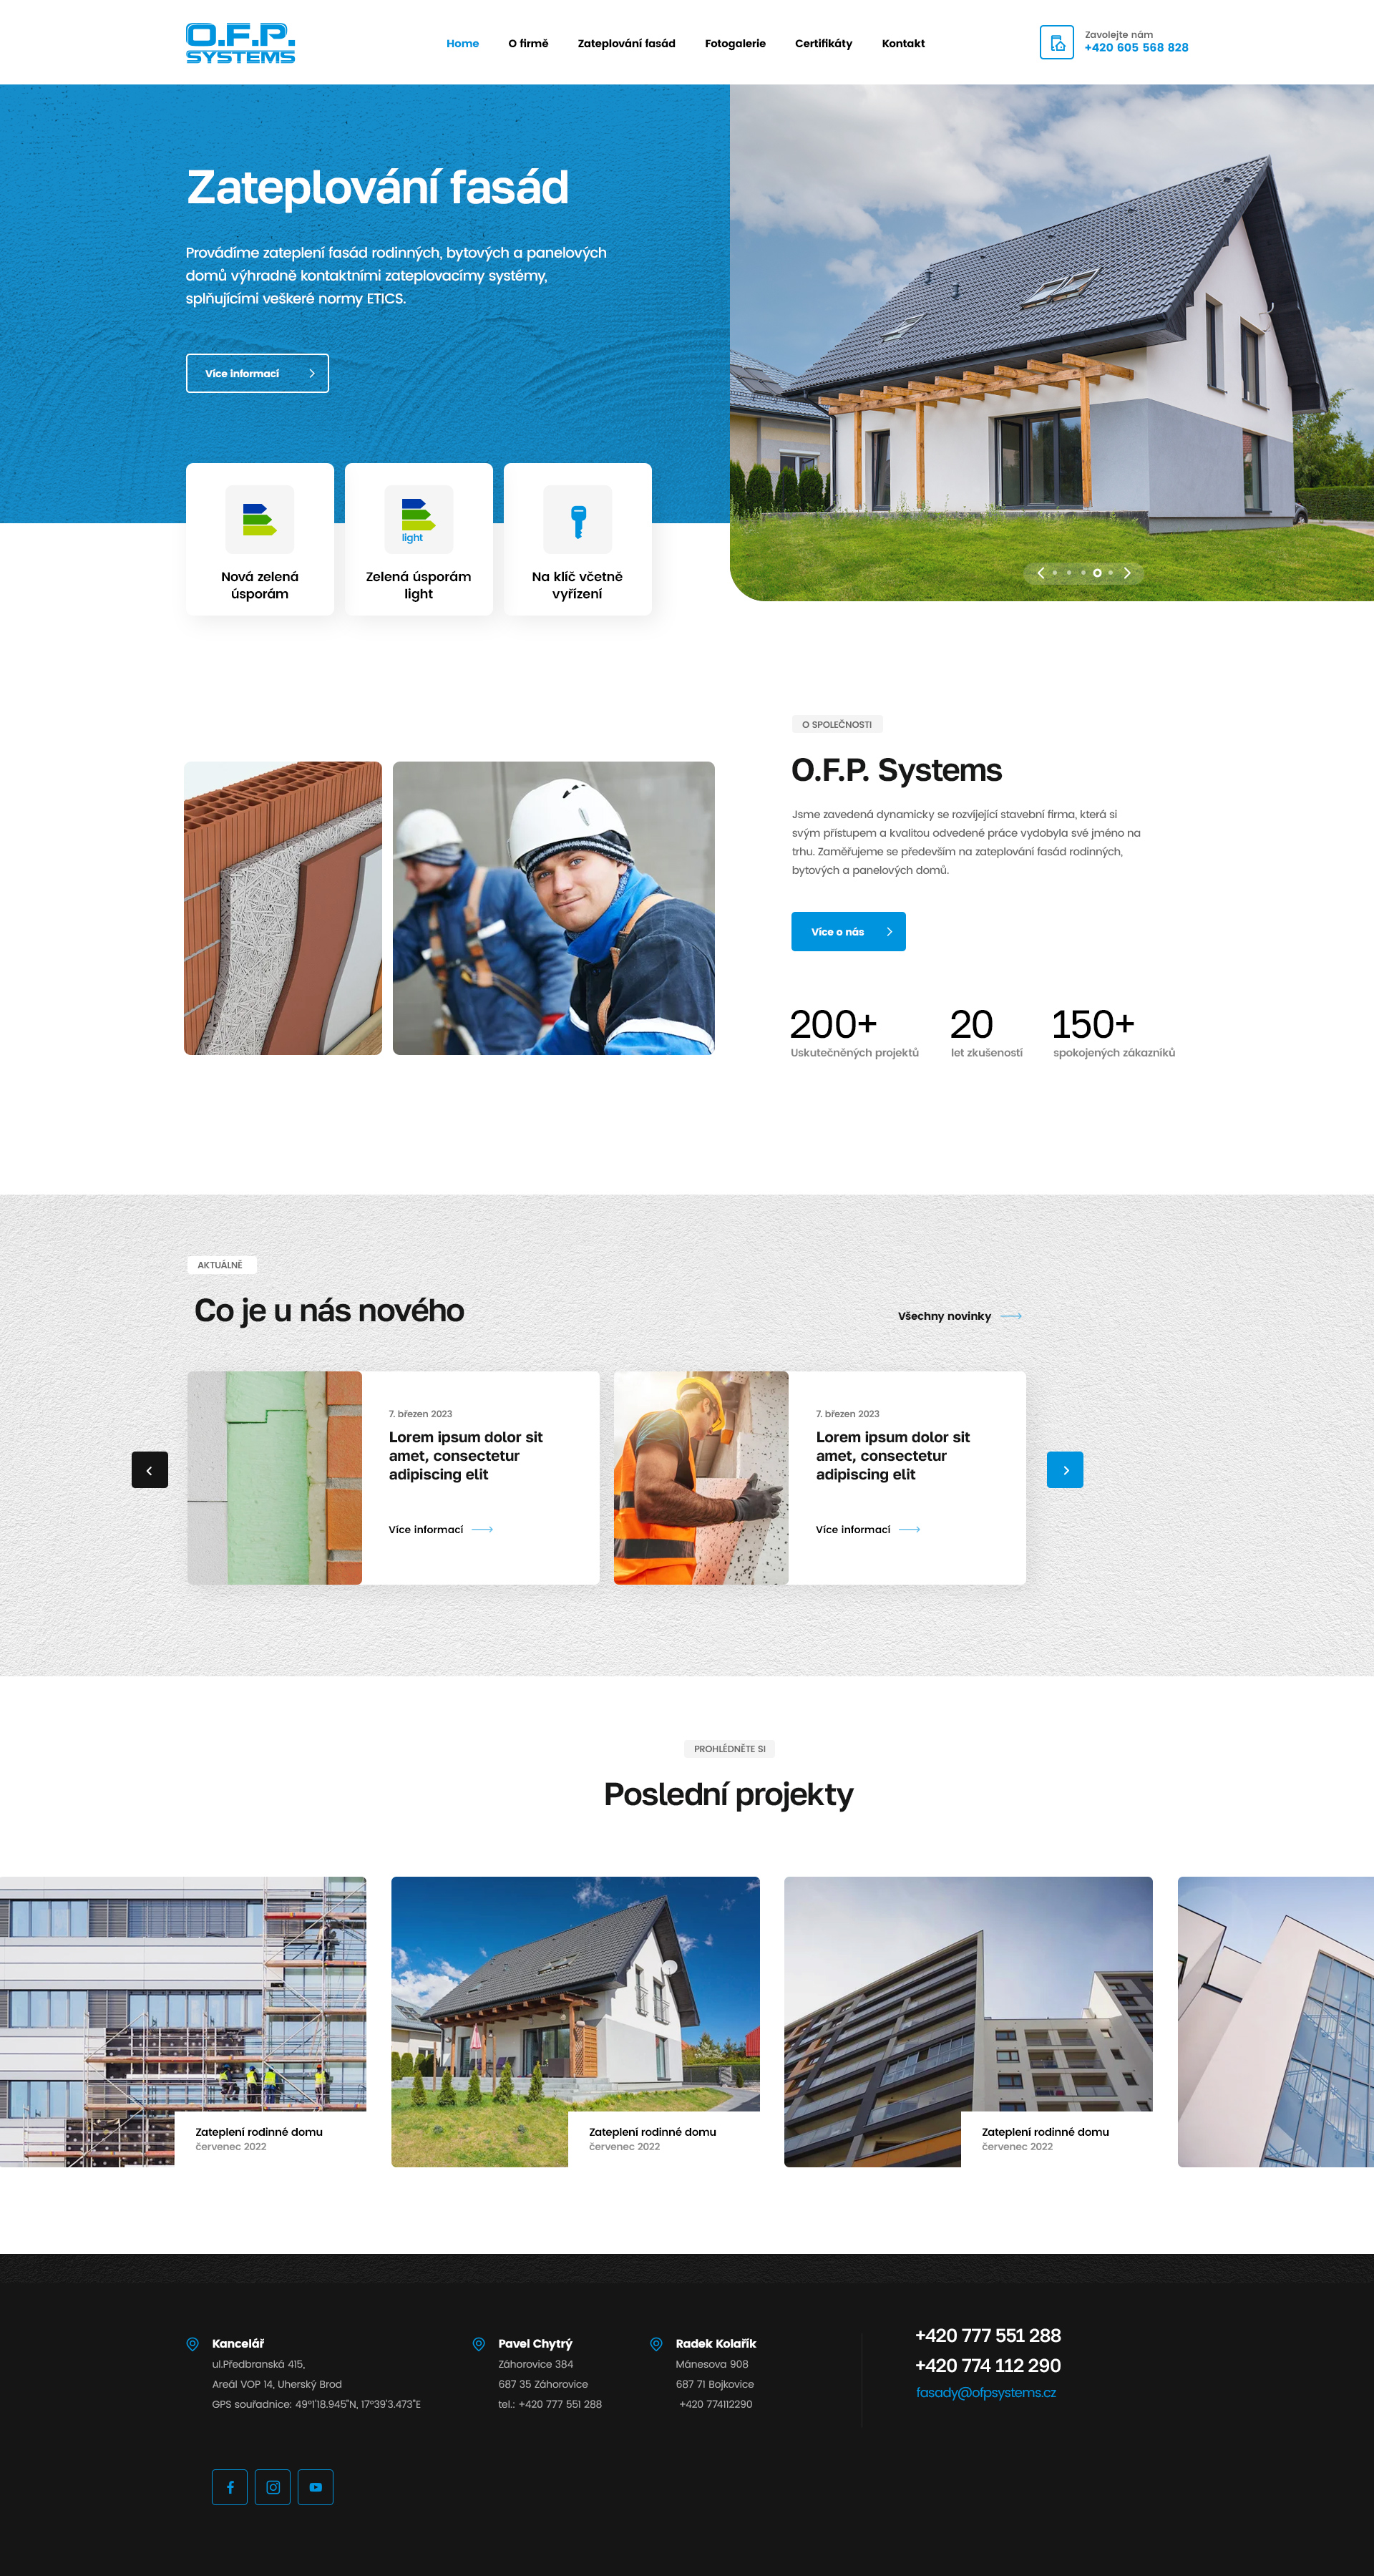 O.F.P.
SYSTEMS
Home
O firmě
Zateplování fasád
Fotogalerie
Certifikáty
Kontakt
Zavolejte nám
+420 605 568 828
Zateplování fasád
Provádíme zateplení fasád rodinných, bytových a panelových
domů výhradně kontaktními zateplovacímy systémy,
splňujícími veškeré normy ETICS.
Více informací
light
Nová zelená
úsporám
Zelená úsporám
light
Na klíč včetně
vyřízení
O SPOLEČNOSTI
O.F.P. Systems
Jsme zavedená dynamicky se rozvíjející stavební firma, která si
svým přístupem a kvalitou odvedené práce vydobyla své jméno na
trhu. Zaměřujeme se především na zateplování fasád rodinných,
bytových a panelových domů.
Více o nás
200+
Uskutečněných projektů
20
let zkušeností
150+
spokojených zákazníků
AKTUÁLNĚ
Co je u nás nového
Všechny novinky
7. březen 2023
Lorem ipsum dolor sit
amet, consectetur
adipiscing elit
Více informací
7. březen 2023
Lorem ipsum dolor sit
amet, consectetur
adipiscing elit
Více informací
PROHLÉDNĚTE SI
Poslední projekty
Zateplení rodinné domu
červenec 2022
Zateplení rodinné domu
červenec 2022
Zateplení rodinné domu
červenec 2022
Kancelář
ul.Předbranská 415,
Areál VOP 14, Uherský Brod
GPS souřadnice: 49°1'18.945"N, 17°39'3.473"E
Pavel Chytrý
Záhorovice 384
687 35 Záhorovice
tel.: +420 777 551 288
Radek Kolařík
Mánesova 908
687 71 Bojkovice
+420 774112290
+420 777 551 288
+420 774 112 290
fasady@ofpsystems.cz